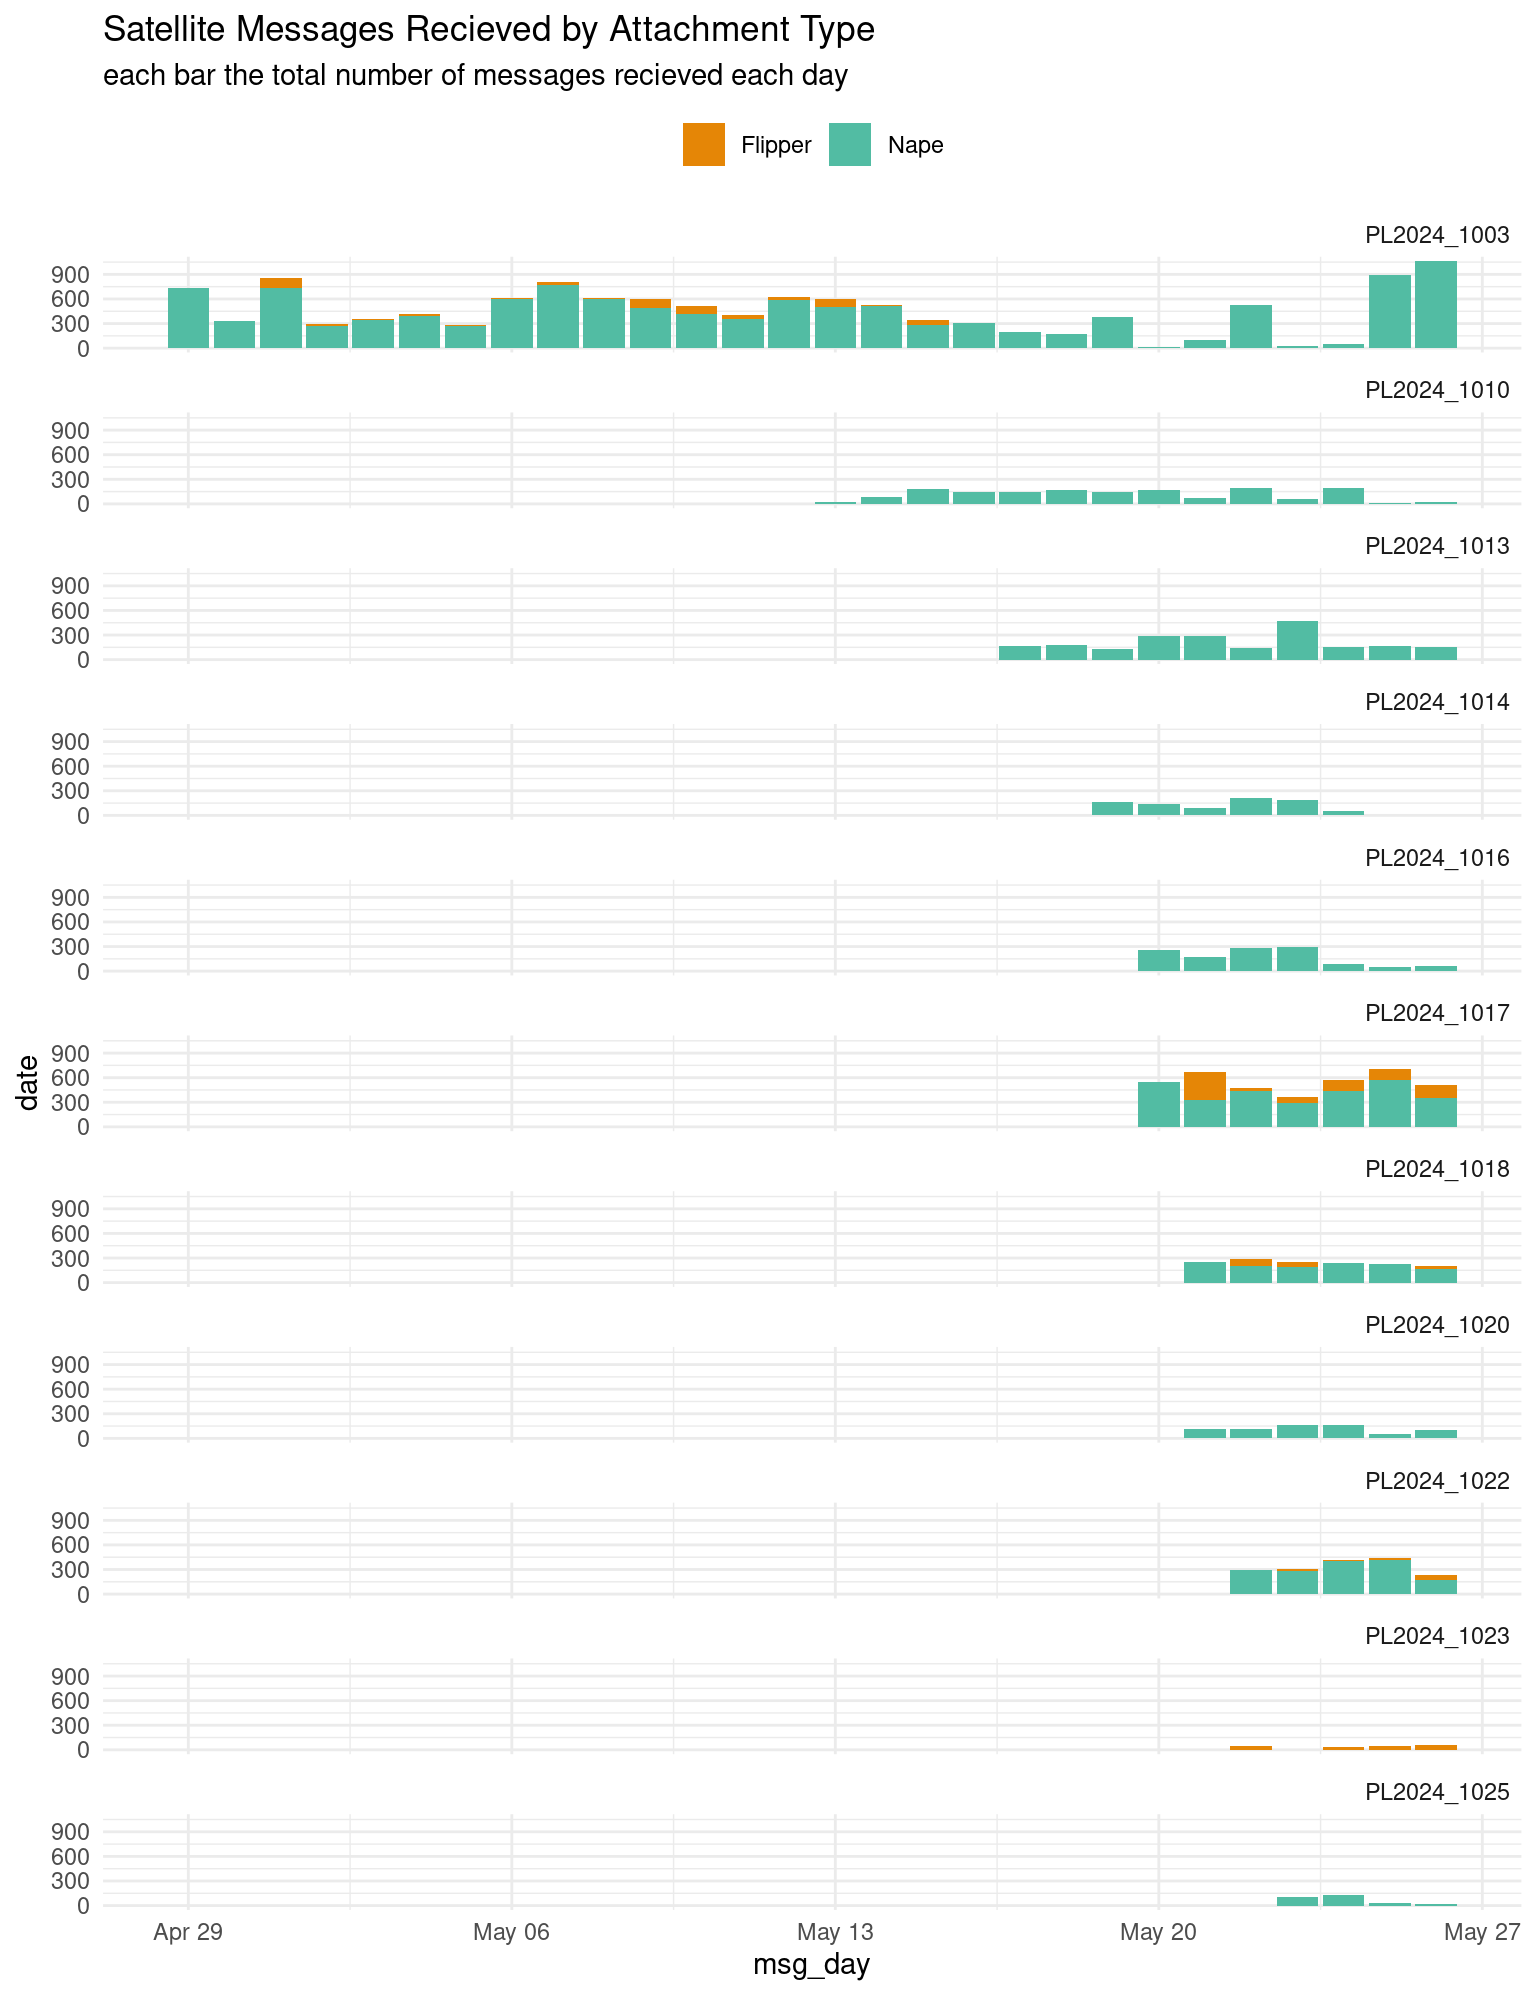 Satellite Messages Recieved by Attachment Type
each bar the total number of messages recieved each day
Flipper Nape
PL2024_1003
900
600
300
0
PL2024_1010
900
600
300
0
PL2024_1013
900
600
300
0
PL2024_1014
900
600
300
0
PL2024_1016
900
600
300
0
PL2024_1017
900
600
300
0
date
PL2024_1018
900
600
300
0
PL2024_1020
900
600
300
0
PL2024_1022
900
600
300
0
PL2024_1023
900
600
300
0
PL2024_1025
900
600
300
0
Apr 29 May 06 May 13 May 20 May 27
msg_day